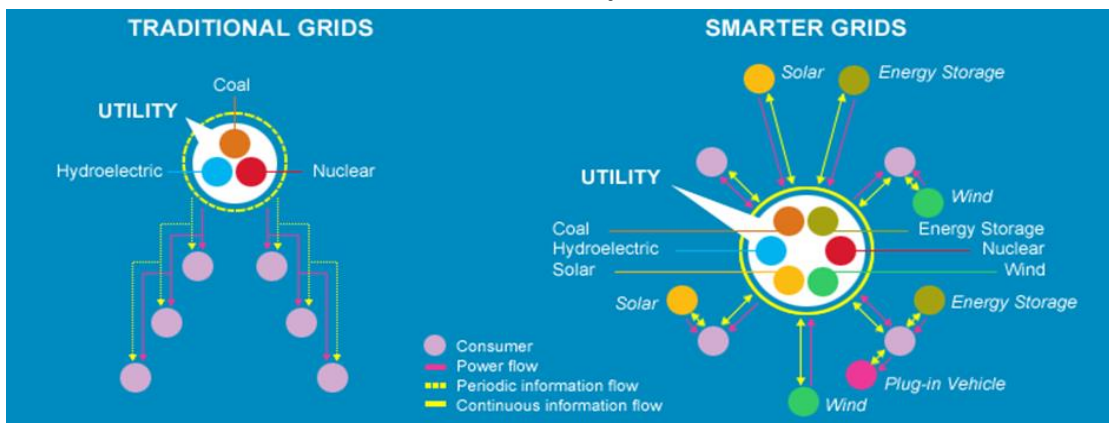 TRADITIONAL GRIDS
Coal
UTILITY
Hydroelectric
Nuclear
SMARTER GRIDS
Solar
Energy Storage
UTILITY
Wind
Coal
Energy Storage
Hydroelectric
Nuclear
Solar
Wind
Solar
Energy Storage
Plug-in Vehicle
Wind
Consumer
Power flow
Periodic information flow
Continuous information flow